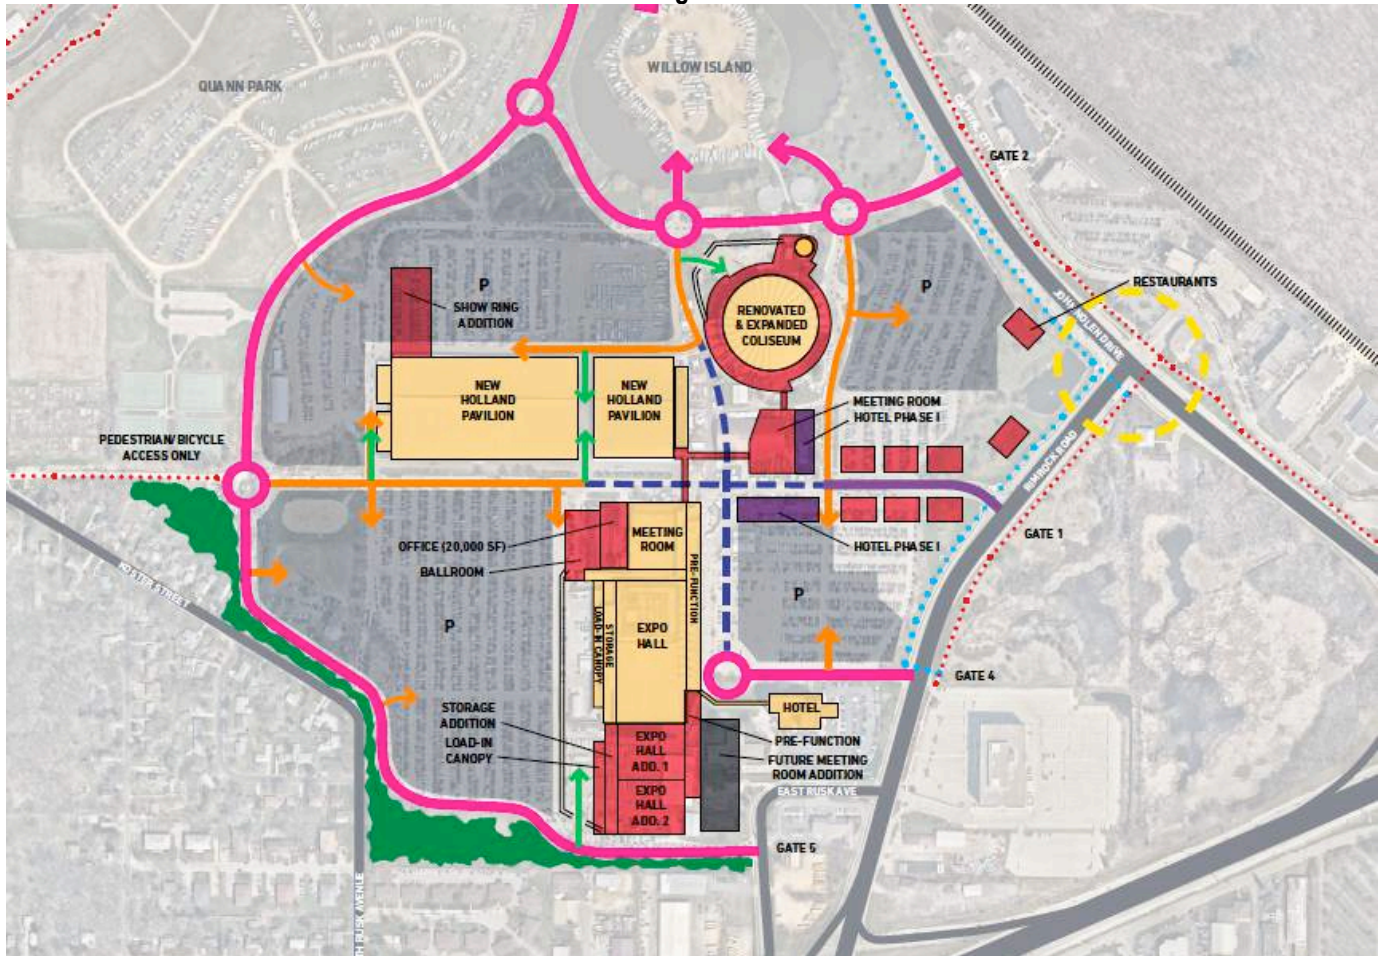 QUANN PARK
WILLOW ISLAND
GATE 2
RESTAURANTS
JOHN NOLEN DRIVE
P
SHOW RING
ADDITION
P
RENOVATED
& EXPANDED
COLISEUM
NEW
HOLLAND
PAVILION
NEW
HOLLAND
PAVILION
MEETING ROOM
HOTEL PHASE I
PEDESTRIAN/BICYCLE
ACCESS ONLY
RIMROCK ROAD
GATE 1
OFFICE (20,000 SF)
BALLROOM
MEETING
ROOM
PRE-FUNCTION
HOTEL PHASE I
KOSTER STREET
P
P
LOAD-IN CANOPY
STORAGE
EXPO
HALL
GATE 4
STORAGE
ADDITION
LOAD-IN
CANOPY
HOTEL
EXPO
HALL
ADD. 1
PRE-FUNCTION
FUTURE MEETING
ROOM ADDITION
EAST RUSK AVE
EXPO
HALL
ADD. 2
GATE 5
H RUSK AVENUE